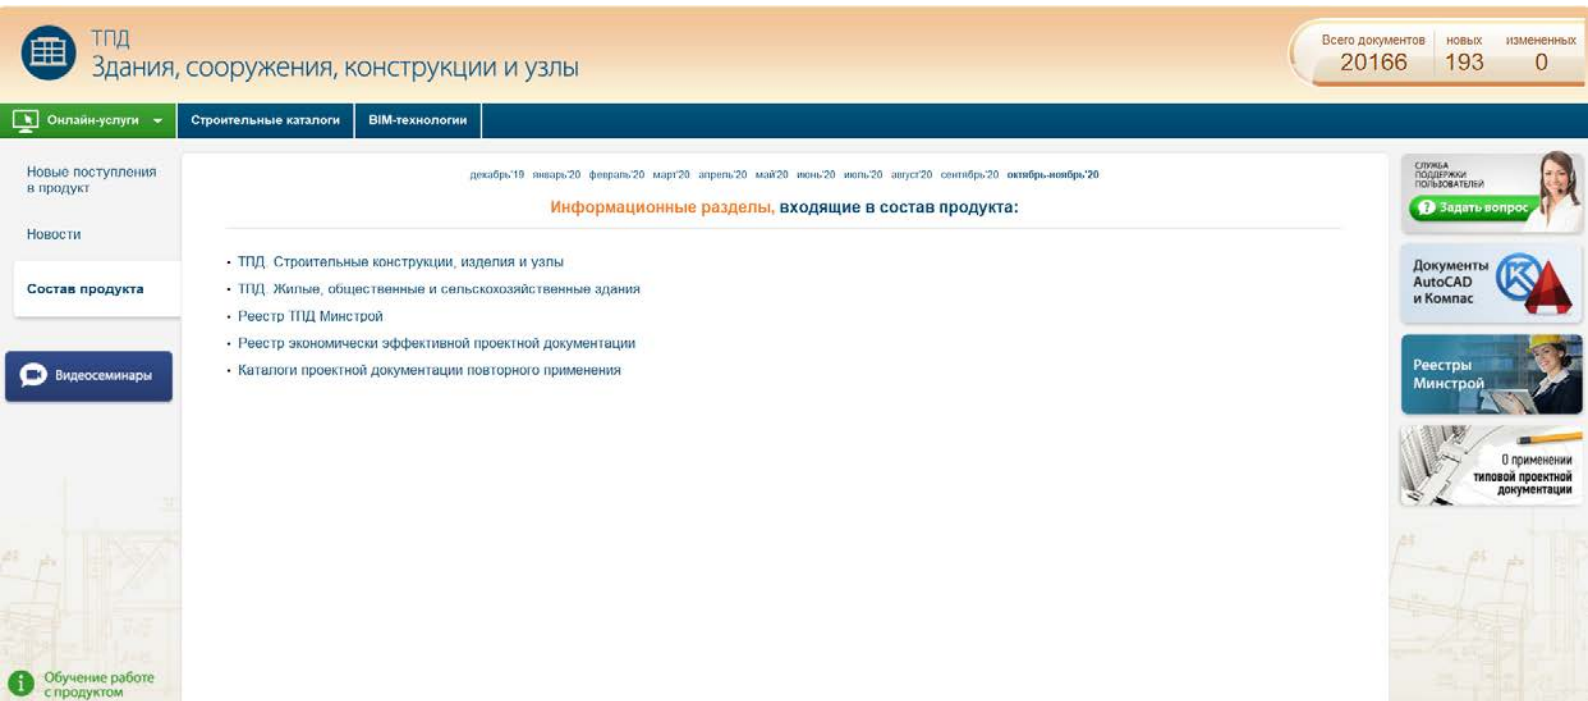 ТПД
Здания, сооружения, конструкции и узлы
Всего документов новых измененных
20166 193 0
Онлайн-услуги Строительные каталоги BIM-технологии
Новые поступления
в продукт
Новости
Состав продукта
Видеосеминары
Обучение работе
с продуктом
декабрь'19 январь'20 февраль'20 март'20 апрель'20 май'20 июнь'20 июль'20 август'20 сентябрь'20 октябрь-ноябрь'20
Информационные разделы, входящие в состав продукта:
• ТПД. Строительные конструкции, изделия и узлы
• ТПД. Жилые, общественные и сельскохозяйственные здания
• Реестр ТПД Минстрой
• Реестр экономически эффективной проектной документации
• Каталоги проектной документации повторного применения
СЛУЖБА
ПОДДЕРЖКИ
ПОЛЬЗОВАТЕЛЕЙ
Задать вопрос
Документы
AutoCAD
и Компас
Реестры
Минстрой
О применении
типовой проектной
документации